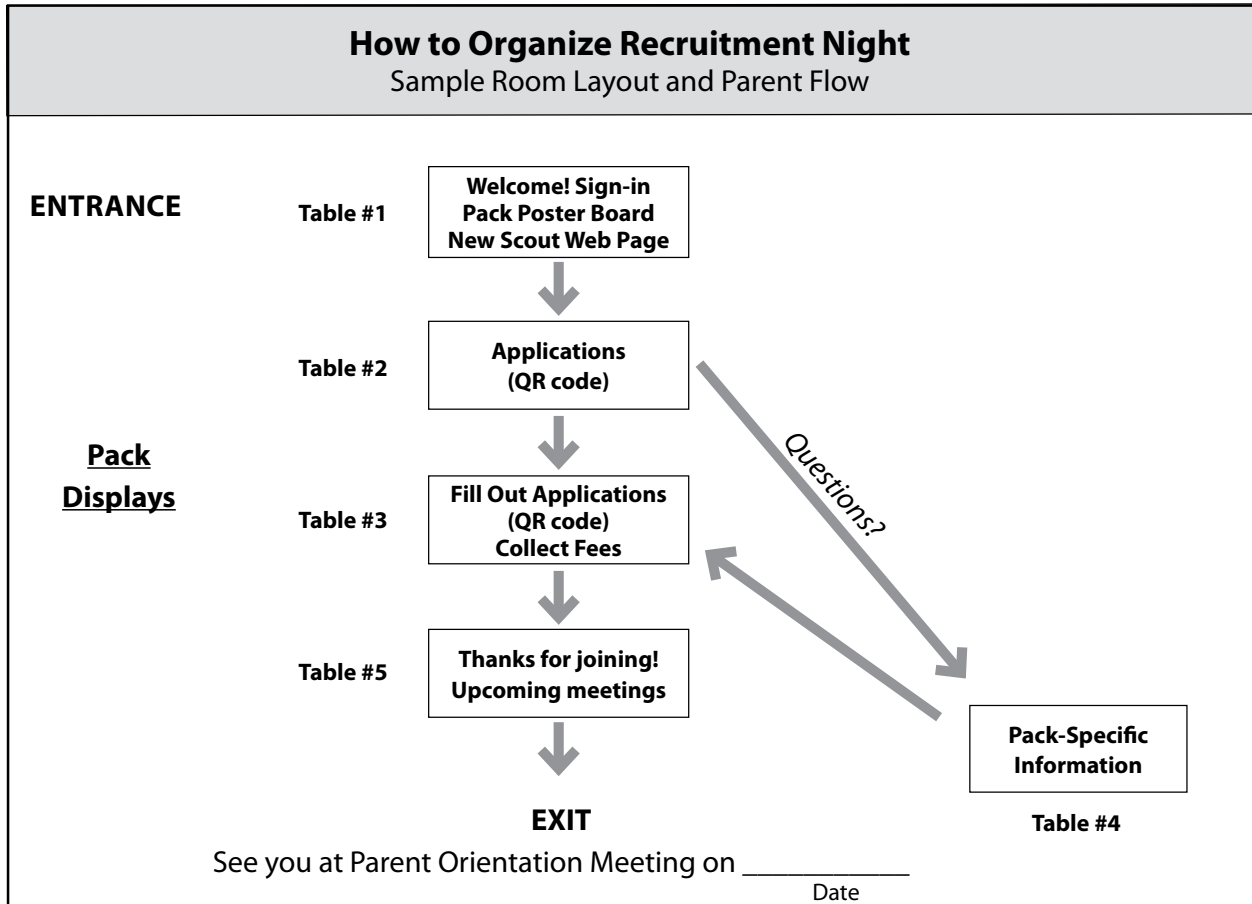 How to Organize Recruitment Night
Sample Room Layout and Parent Flow
ENTRANCE
Table #1
Welcome! Sign-in
Pack Poster Board
New Scout Web Page
Table #2
Applications
(QR code)
Questions?
Pack
Displays
Table #3
Fill Out Applications
(QR code)
Collect Fees
Table #5
Thanks for joining!
Upcoming meetings
Pack-Specific
Information
Table #4
EXIT
See you at Parent Orientation Meeting on ___________
Date